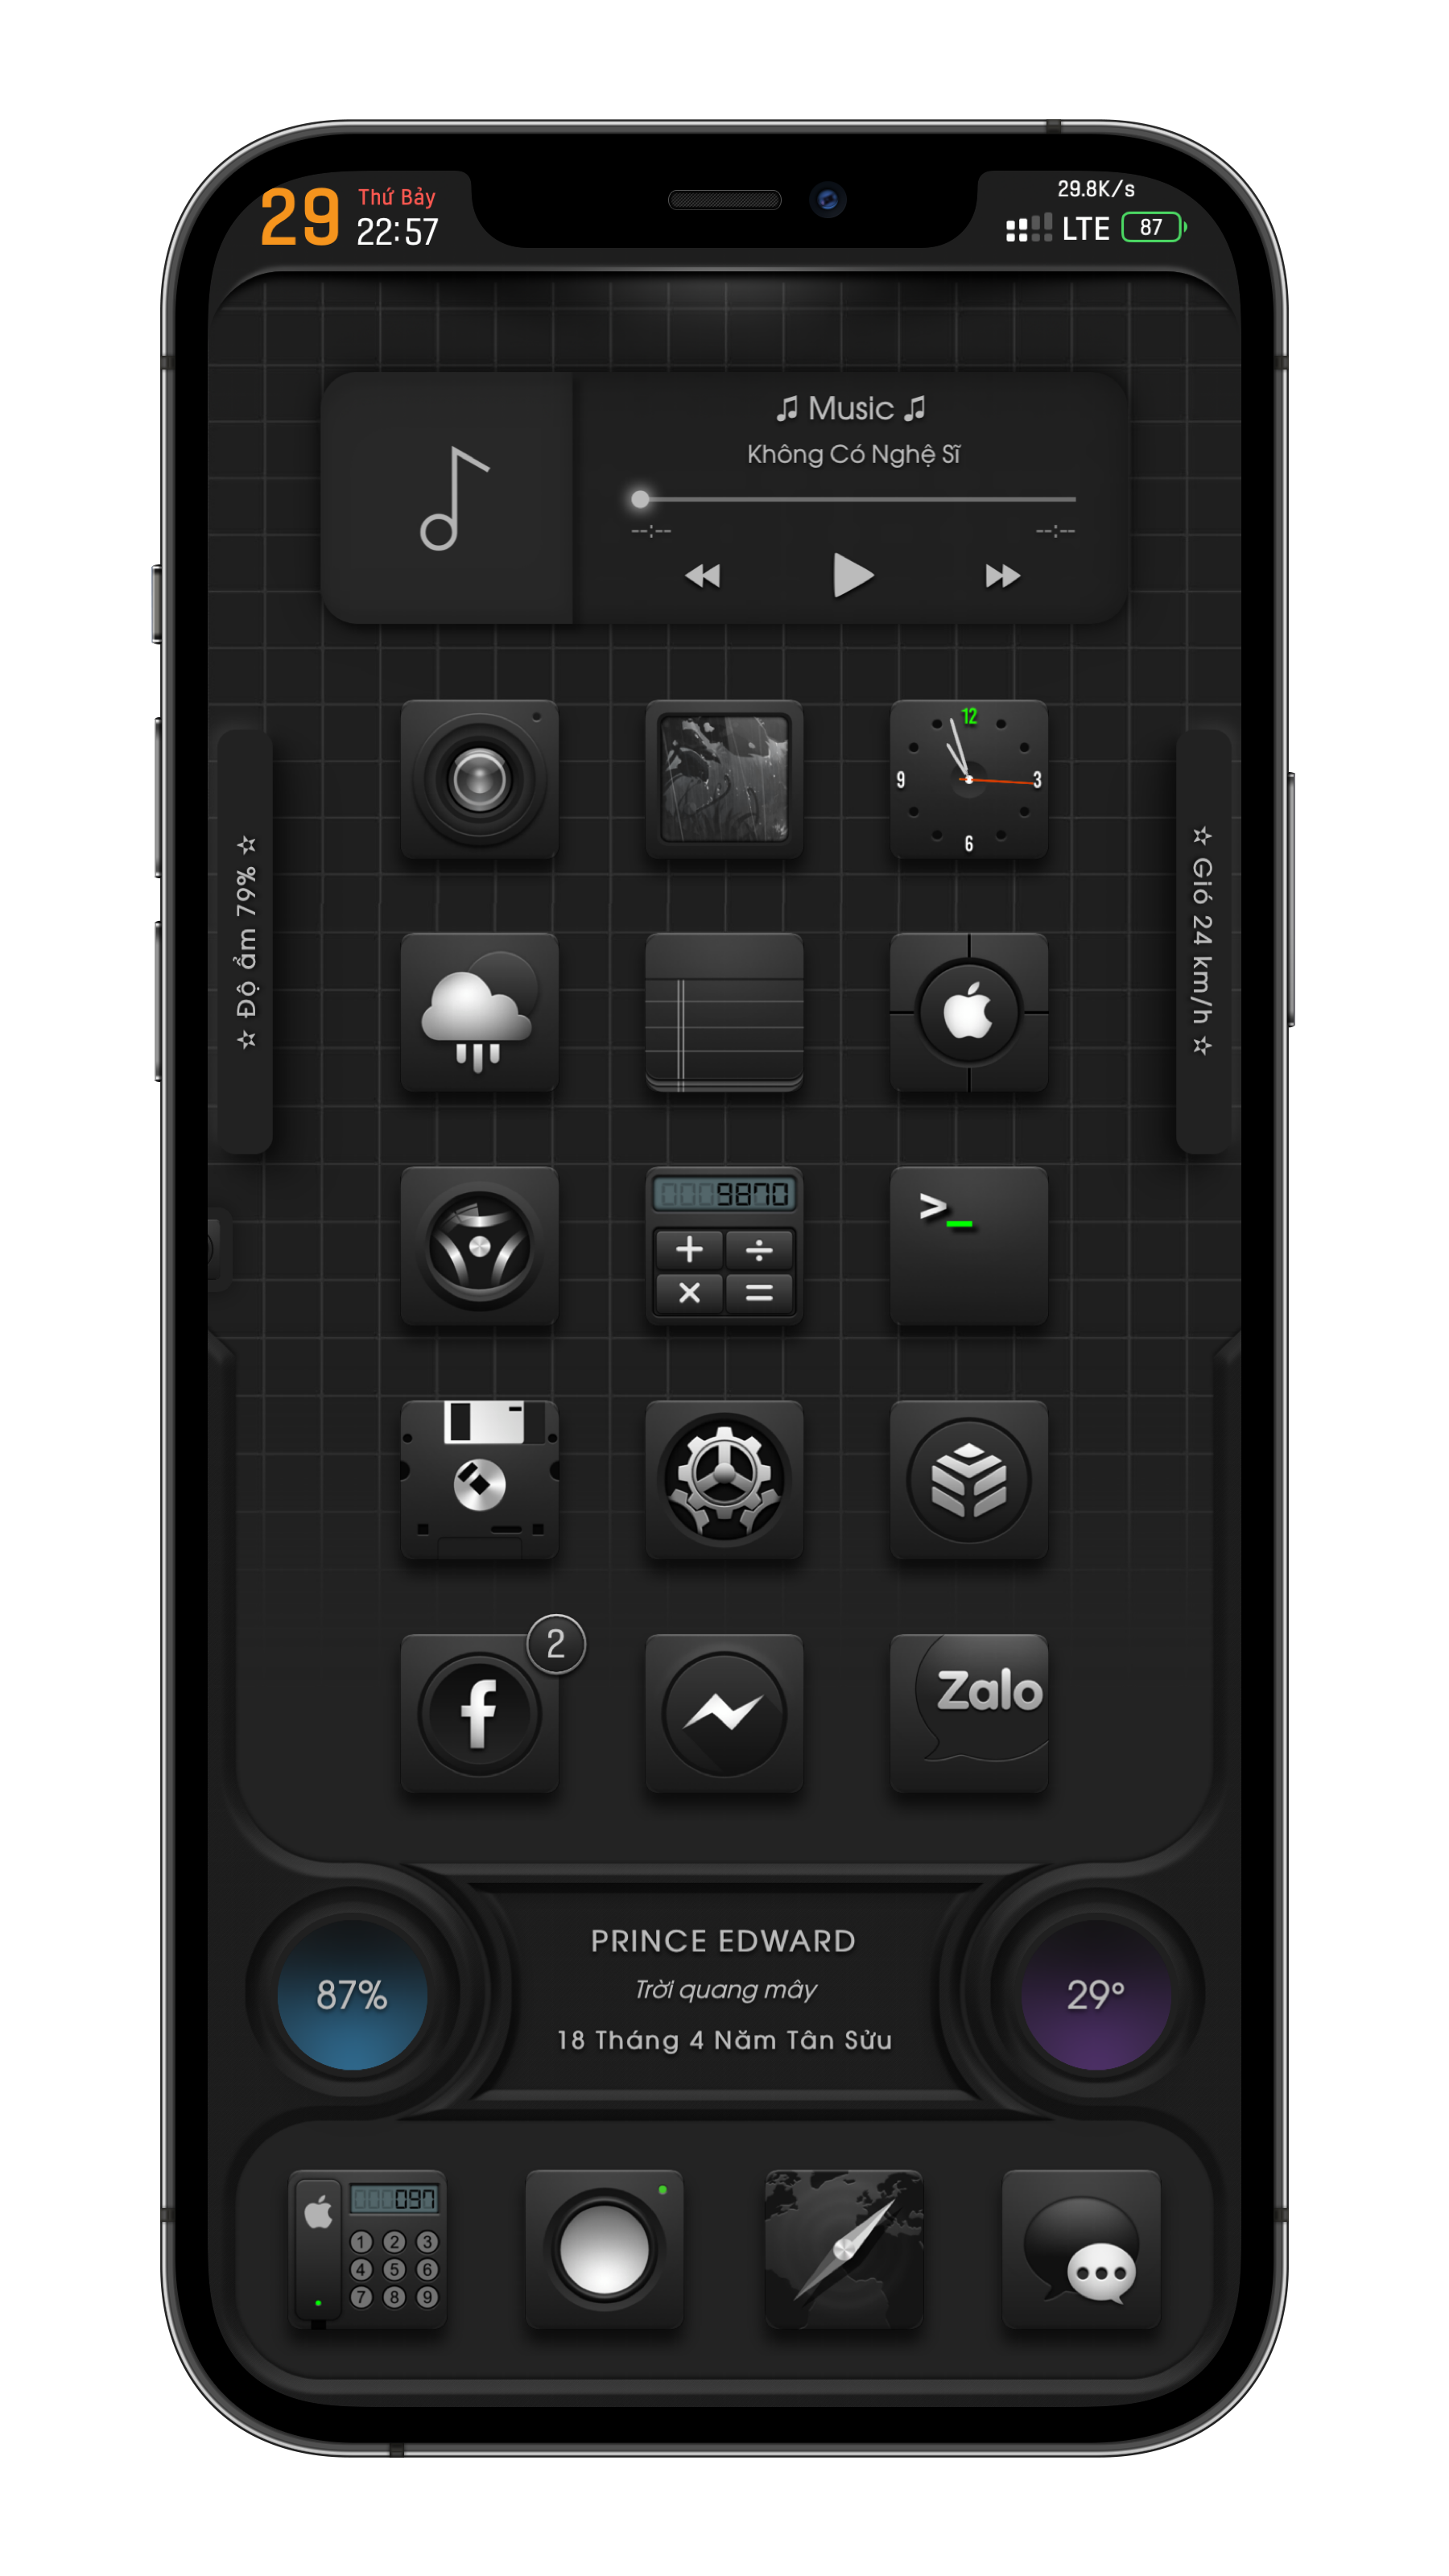 29
Thứ Bảy
22:57
29.8K/s
LTE
87
♫ Music ♫
Không Có Nghệ Sĩ
--:--
--:--
12
9
3
6
☆ Độ ẩm 79% ☆
☆ Gió 24 km/h ☆
0009870
+ ÷
× =
>_
f
2
Zalo
87%
PRINCE EDWARD
Trời quang mây
18 Tháng 4 Năm Tân Sửu
29°
000097
1 2 3
4 5 6
7 8 9